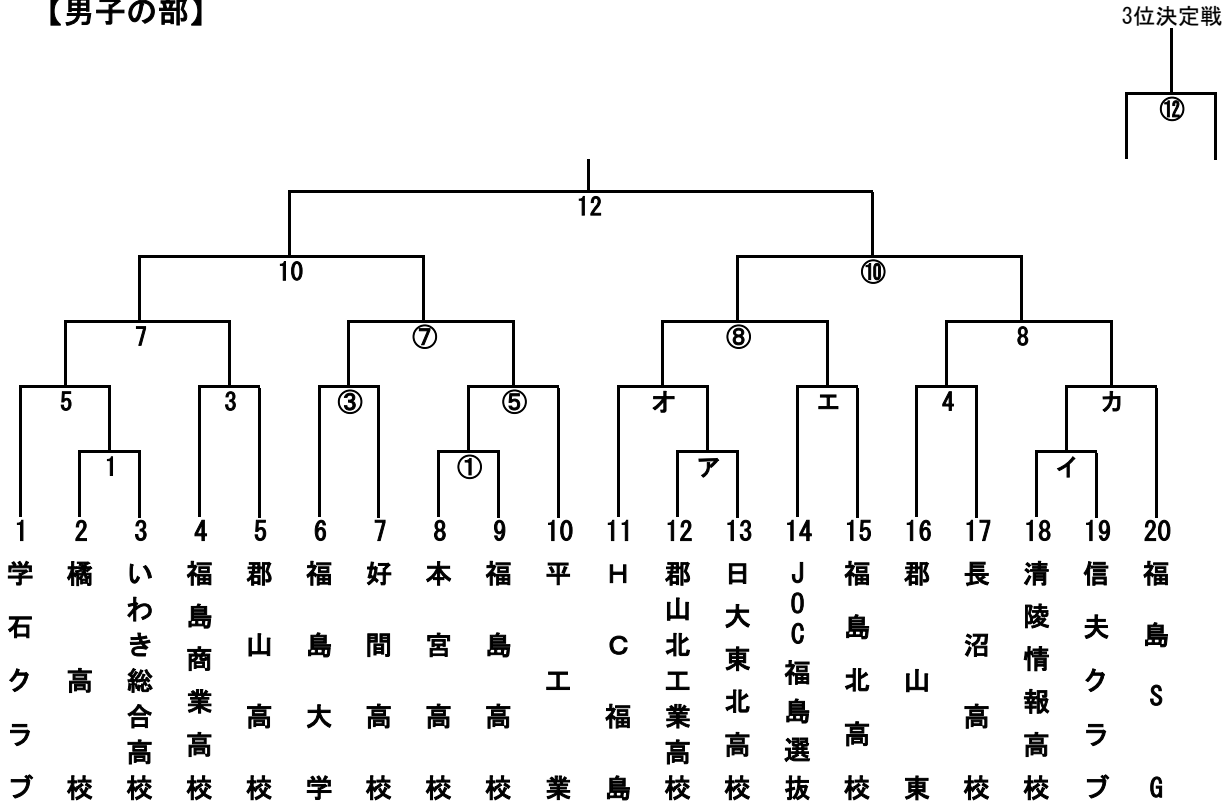 【男子の部】
3位決定戦
⑫
12
10
⑩
7
⑦
⑧
8
5
3
③
⑤
オ
エ
4
カ
1
①
ア
イ
1 2 3 4 5 6 7 8 9 10 11 12 13 14 15 16 17 18 19 20
学石クラブ
橘高校
いわき総合高校
福島商業高校
郡山高校
福島大学
好間高校
本宮高校
福島高校
平工業
HC福島
郡山北工業高校
日大東北高校
JOC福島選抜
福島北高校
郡山東
長沼高校
清陵情報高校
信夫クラブ
福島SG